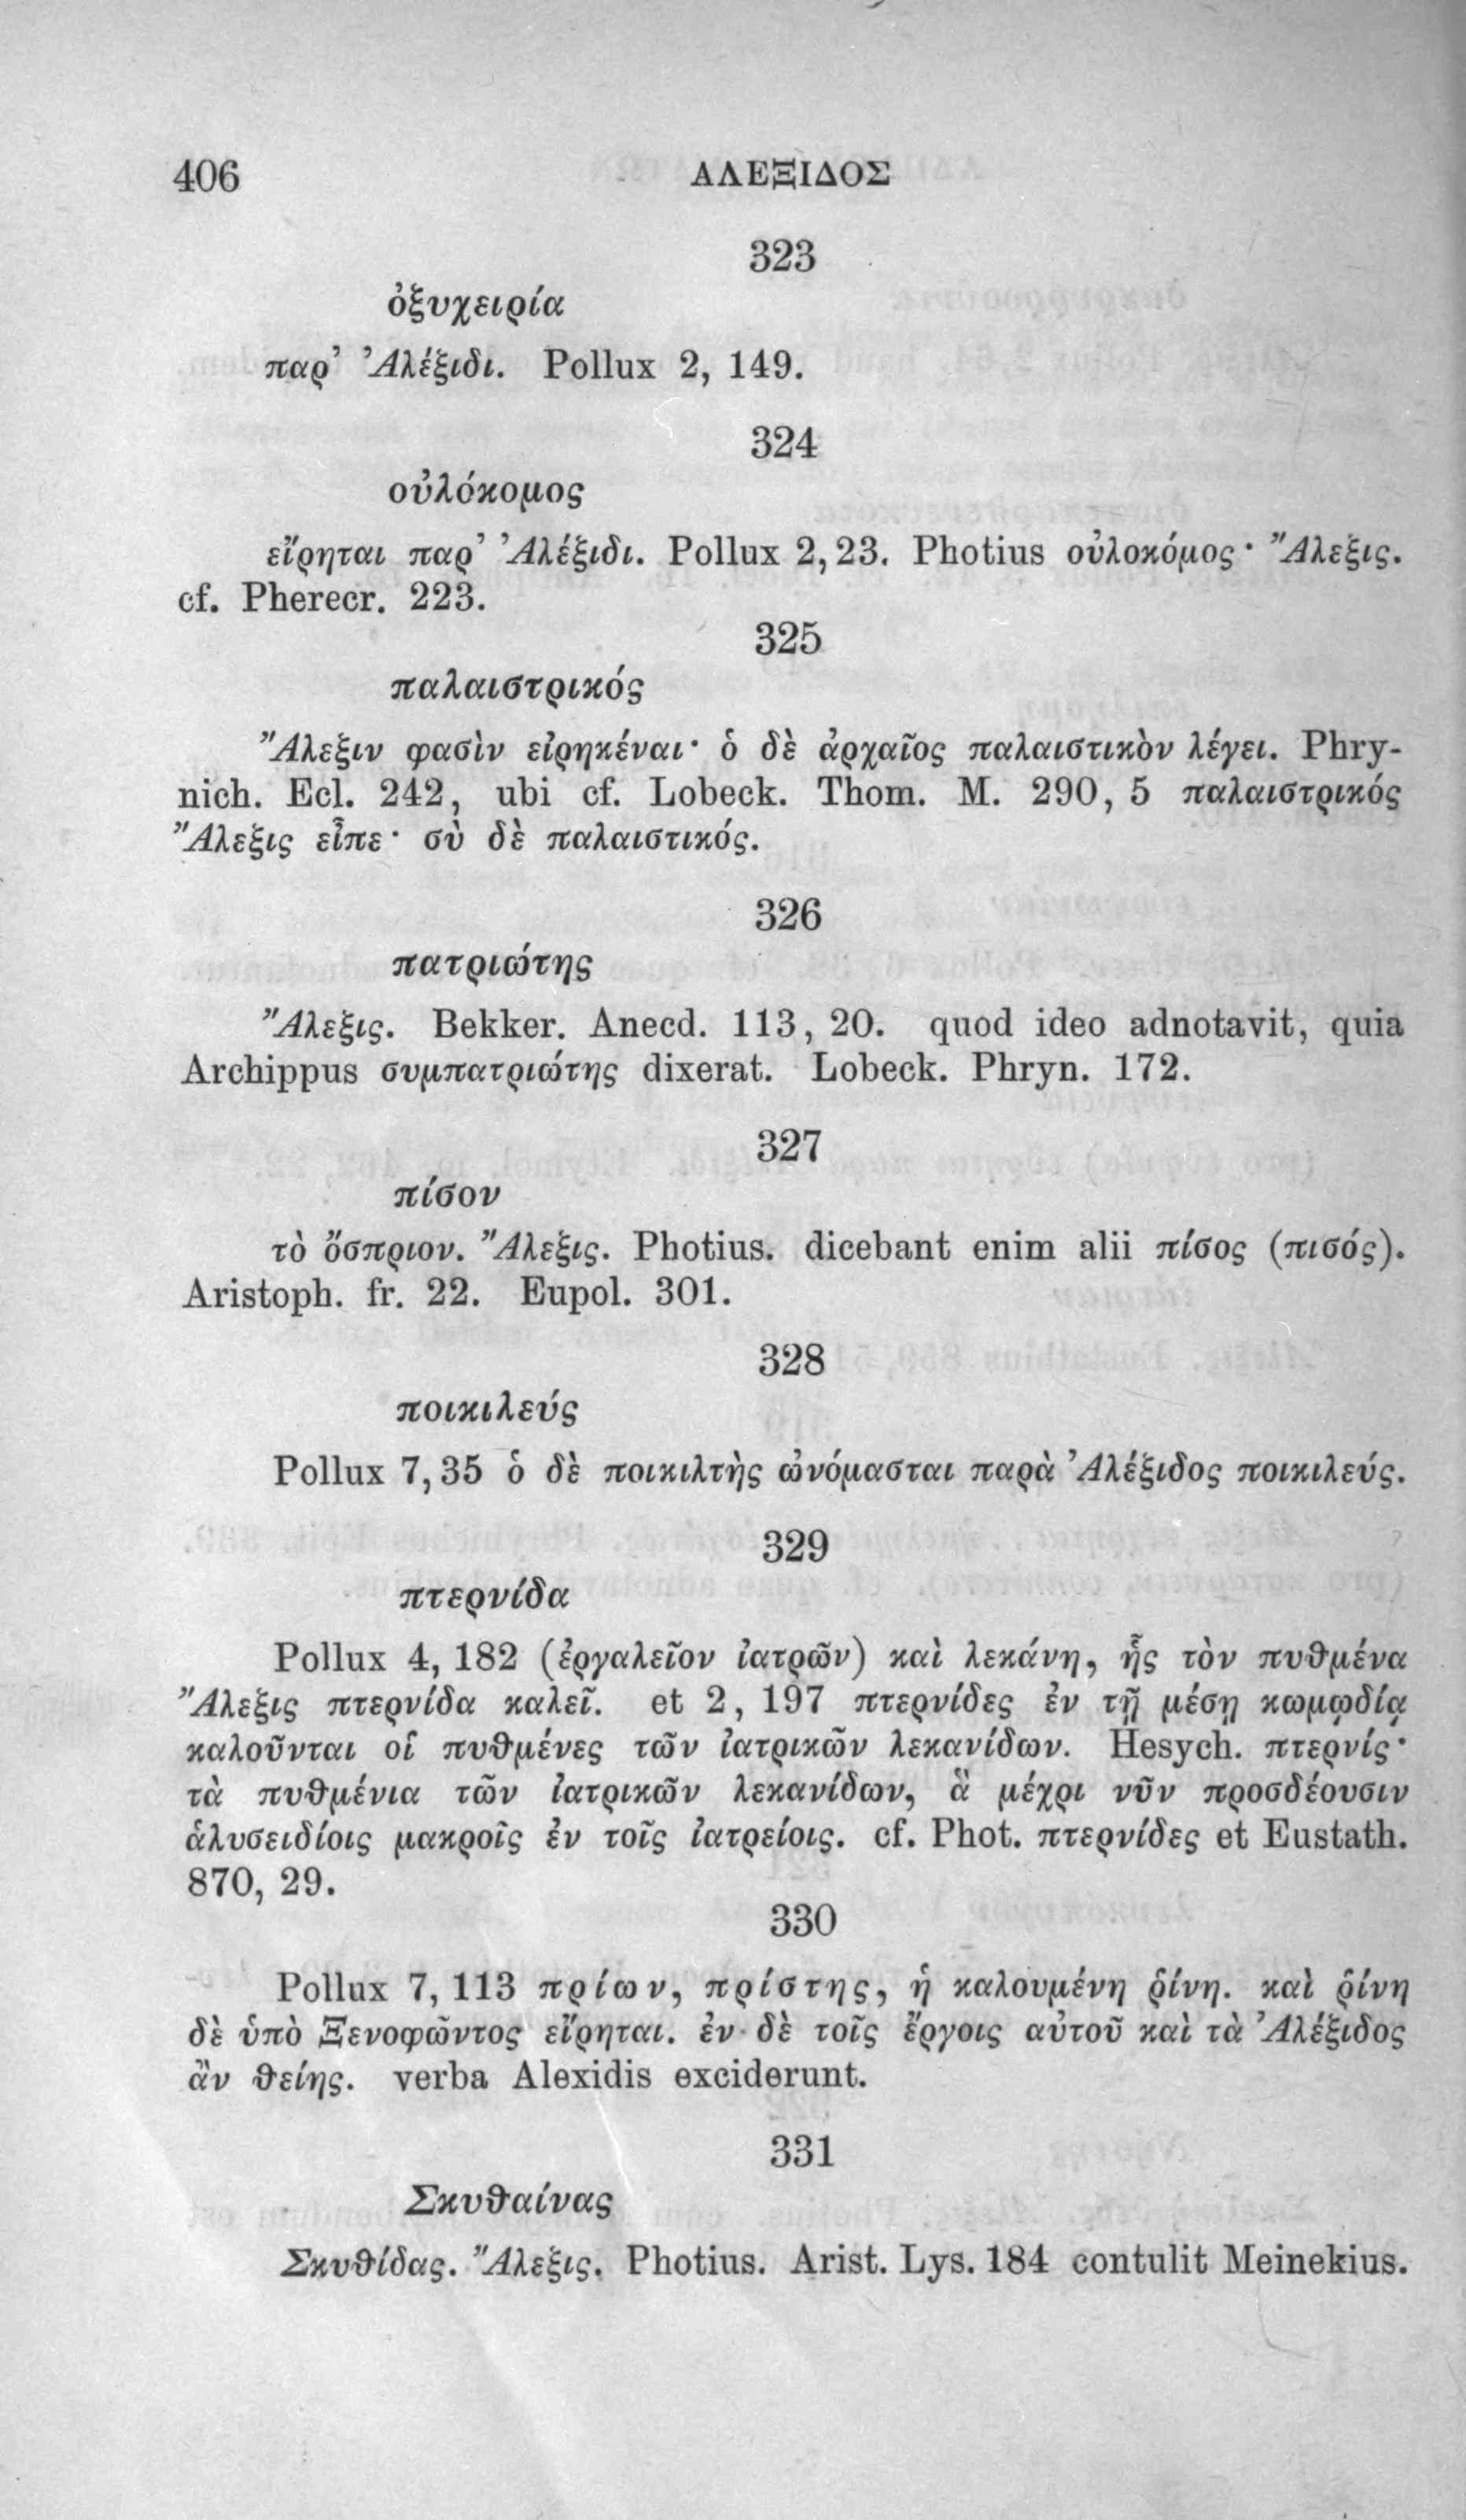 406 ΑΛΕΞΙΔΟΣ
323
ὀξυχειρία
παρ’ Ἀλέξιδι. Pollux 2, 149.
324
οὐλόκομος
εἴρηται παρ’ Ἀλέξιδι. Pollux 2, 23. Photius οὐλοκόμος· Ἄλεξις.
cf. Pherecr. 223.
325
παλαιστρικός
Ἄλεξιν φασὶν εἰρηκέναι· ὁ δὲ ἀρχαῖος παλαιστικὸν λέγει. Phry-
nich. Ecl. 242, ubi cf. Lobeck. Thom. M. 290, 5 παλαιστρικός
Ἄλεξις εἶπε· σὺ δὲ παλαιστικός.
326
πατριώτης
Ἄλεξις. Bekker. Anecd. 113, 20. quod ideo adnotavit, quia
Archippus συμπατριώτης dixerat. Lobeck. Phryn. 172.
327
πίσον
τὸ ὄσπριον. Ἄλεξις. Photius. dicebant enim alii πίσος (πισός).
Aristoph. fr. 22. Eupol. 301.
328
ποικιλεύς
Pollux 7, 35 ὁ δὲ ποικιλτὴς ὠνόμασται παρὰ Ἀλέξιδος ποικιλεύς.
329
πτερνίδα
Pollux 4, 182 (ἐργαλεῖον ἰατρῶν) καὶ λεκάνη, ἧς τὸν πυθμένα
Ἄλεξις πτερνίδα καλεῖ. et 2, 197 πτερνίδες ἐν τῇ μέσῃ κωμῳδίᾳ
καλοῦνται οἱ πυθμένες τῶν ἰατρικῶν λεκανίδων. Hesych. πτερνίς·
τὰ πυθμένια τῶν ἰατρικῶν λεκανίδων, ἃ μέχρι νῦν προσδέουσιν
ἁλυσειδίοις μακροῖς ἐν τοῖς ἰατρείοις. cf. Phot. πτερνίδες et Eustath.
870, 29.
330
Pollux 7, 113 πρίων, πρίστης, ἡ καλουμένη ῥίνη. καὶ ῥίνη
δὲ ὑπὸ Ξενοφῶντος εἴρηται. ἐν δὲ τοῖς ἔργοις αὐτοῦ καὶ τὰ Ἀλέξιδος
ἂν θείης. verba Alexidis exciderunt.
331
Σκυθαίνας
Σκυθίδας. Ἄλεξις. Photius. Arist. Lys. 184 contulit Meinekius.